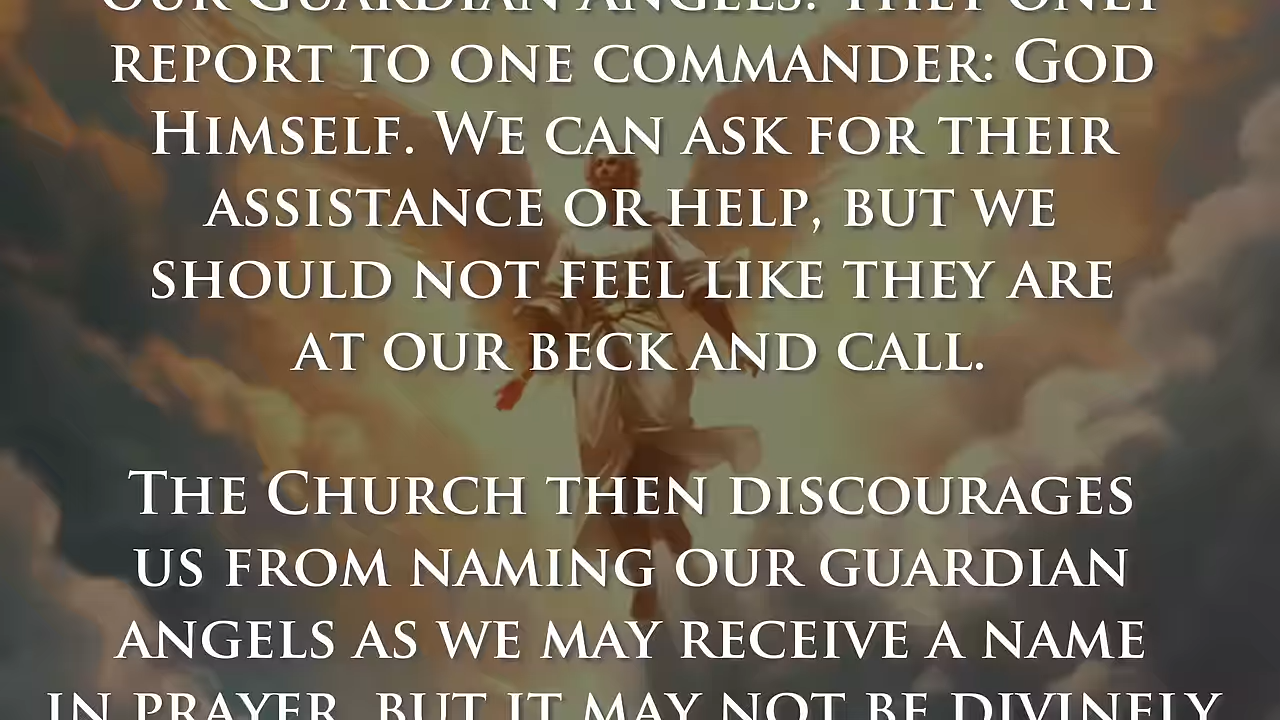 our Guardian Angels. They only
report to one commander: God
Himself. We can ask for their
assistance or help, but we
should not feel like they are
at our beck and call.
The Church then discourages
us from naming our guardian
angels as we may receive a name
in prayer, but it may not be divinely